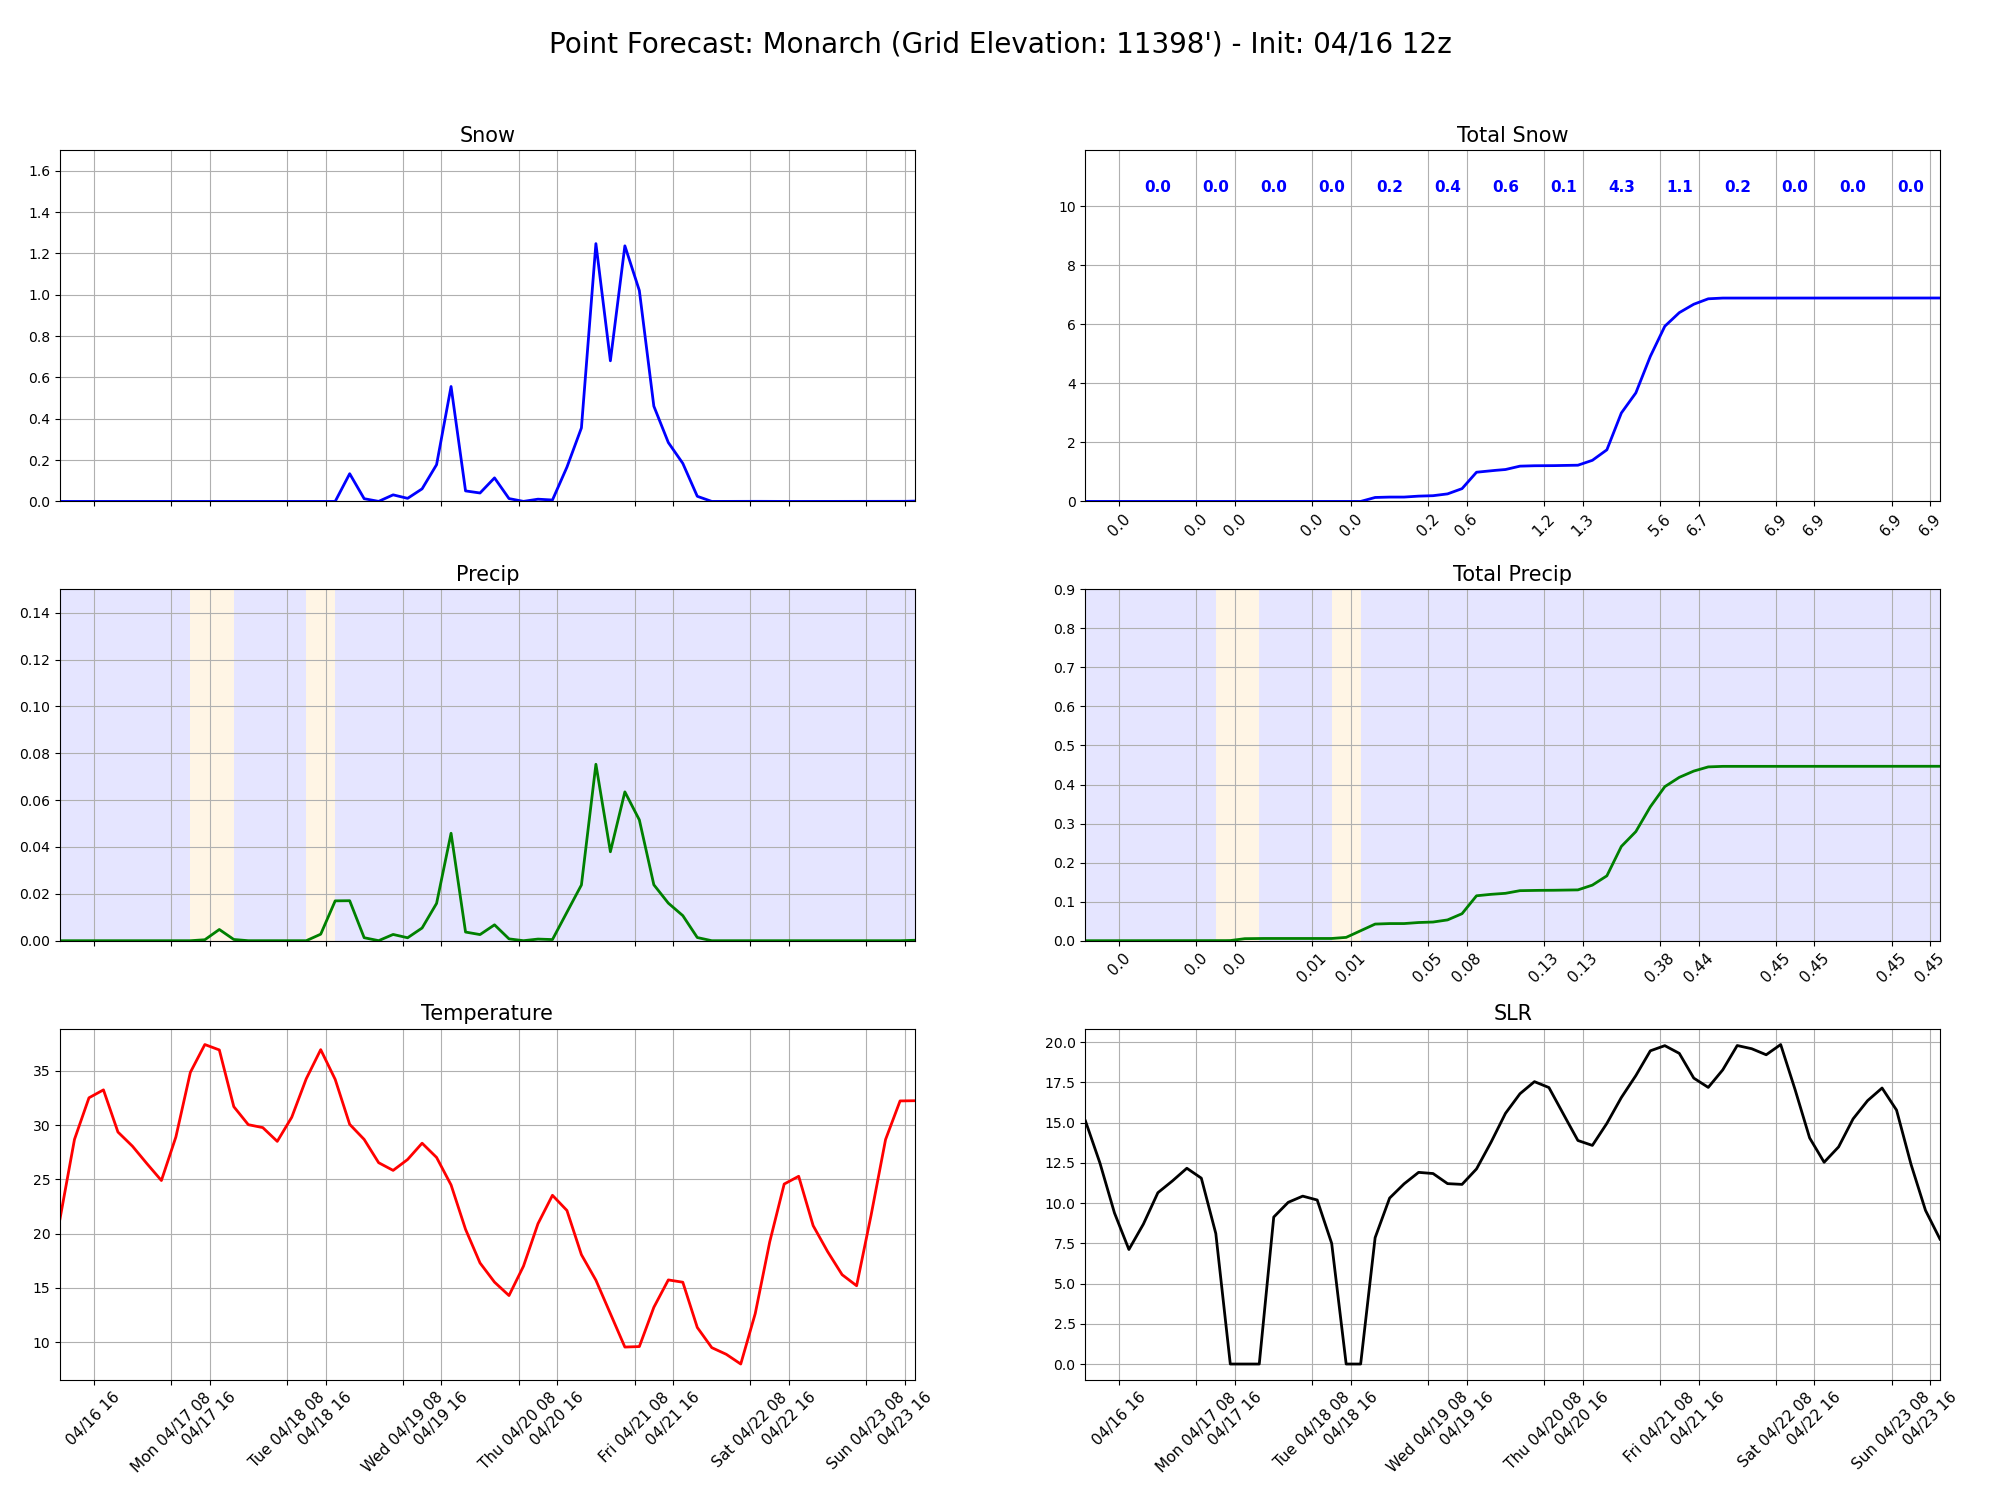 Point Forecast: Monarch (Grid Elevation: 11398') - Init: 04/16 12z
Snow
1.6
1.4
1.2
1.0
0.8
0.6
0.4
0.2
0.0
Total Snow
0.0 0.0 0.0 0.0 0.2 0.4 0.6 0.1 4.3 1.1 0.2 0.0 0.0 0.0
10
8
6
4
2
0
0.0 0.0 0.0 0.0 0.0 0.2 0.6 1.2 1.3 5.6 6.7 6.9 6.9 6.9 6.9
Precip
0.14
0.12
0.10
0.08
0.06
0.04
0.02
0.00
Total Precip
0.9
0.8
0.7
0.6
0.5
0.4
0.3
0.2
0.1
0.0
0.0 0.0 0.0 0.01 0.01 0.05 0.08 0.13 0.13 0.38 0.44 0.45 0.45 0.45 0.45
Temperature
35
30
25
20
15
10
04/16 16
Mon 04/17 08
04/17 16
Tue 04/18 08
04/18 16
Wed 04/19 08
04/19 16
Thu 04/20 08
04/20 16
Fri 04/21 08
04/21 16
Sat 04/22 08
04/22 16
Sun 04/23 08
04/23 16
SLR
20.0
17.5
15.0
12.5
10.0
7.5
5.0
2.5
0.0
04/16 16
Mon 04/17 08
04/17 16
Tue 04/18 08
04/18 16
Wed 04/19 08
04/19 16
Thu 04/20 08
04/20 16
Fri 04/21 08
04/21 16
Sat 04/22 08
04/22 16
Sun 04/23 08
04/23 16